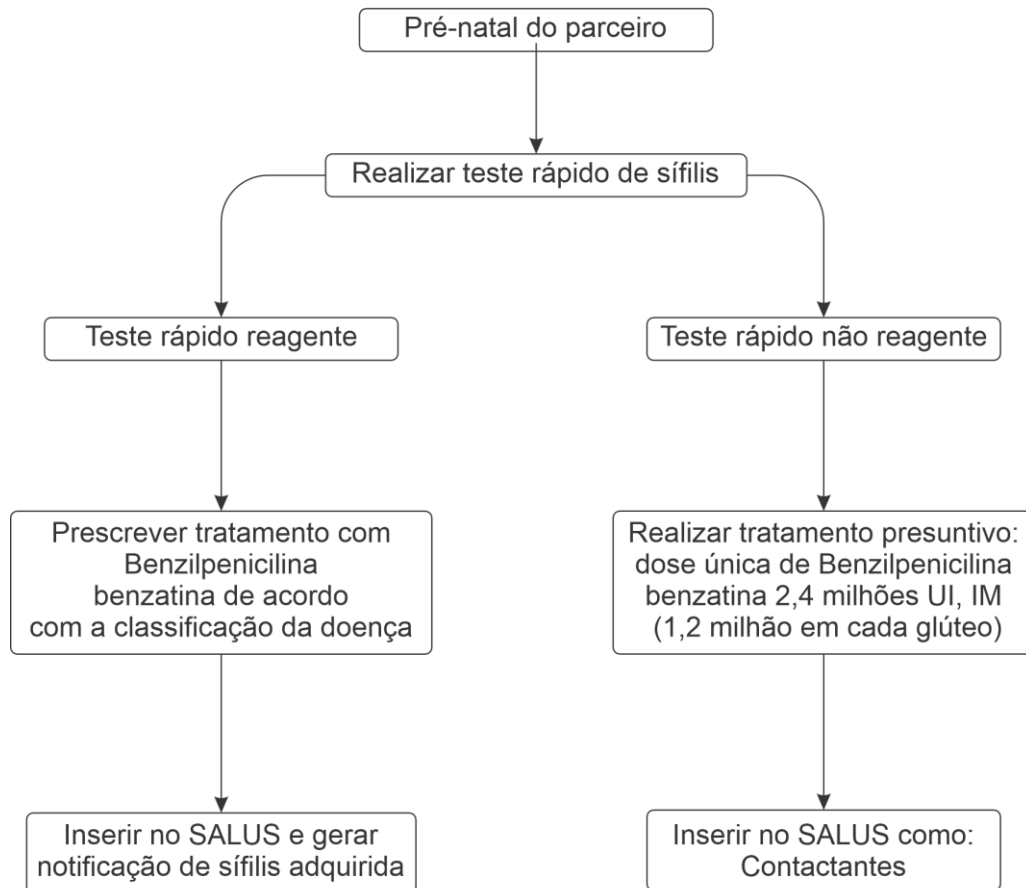 Pré-natal do parceiro
Realizar teste rápido de sífilis
Teste rápido reagente
Teste rápido não reagente
Prescrever tratamento com
Benzilpenicilina
benzatina de acordo
com a classificação da doença
Realizar tratamento presuntivo:
dose única de Benzilpenicilina
benzatina 2,4 milhões UI, IM
(1,2 milhão em cada glúteo)
Inserir no SALUS e gerar
notificação de sífilis adquirida
Inserir no SALUS como:
Contactantes